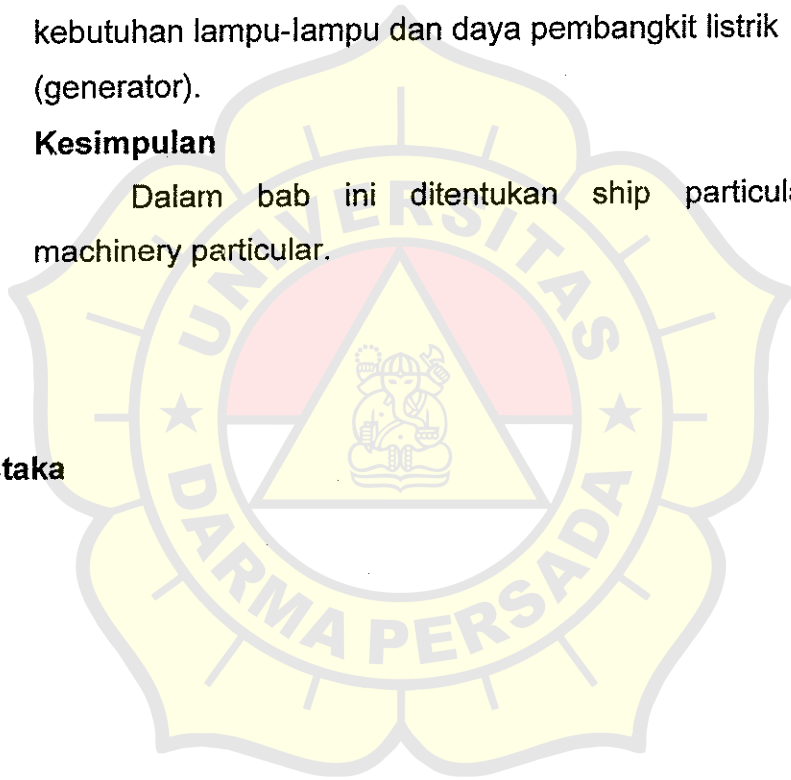 kebutuhan lampu-lampu dan daya pembangkit listrik
(generator).
Kesimpulan
Dalam bab ini ditentukan ship
machinery particular.
UNIVERSITAS
DARMA PERSADA